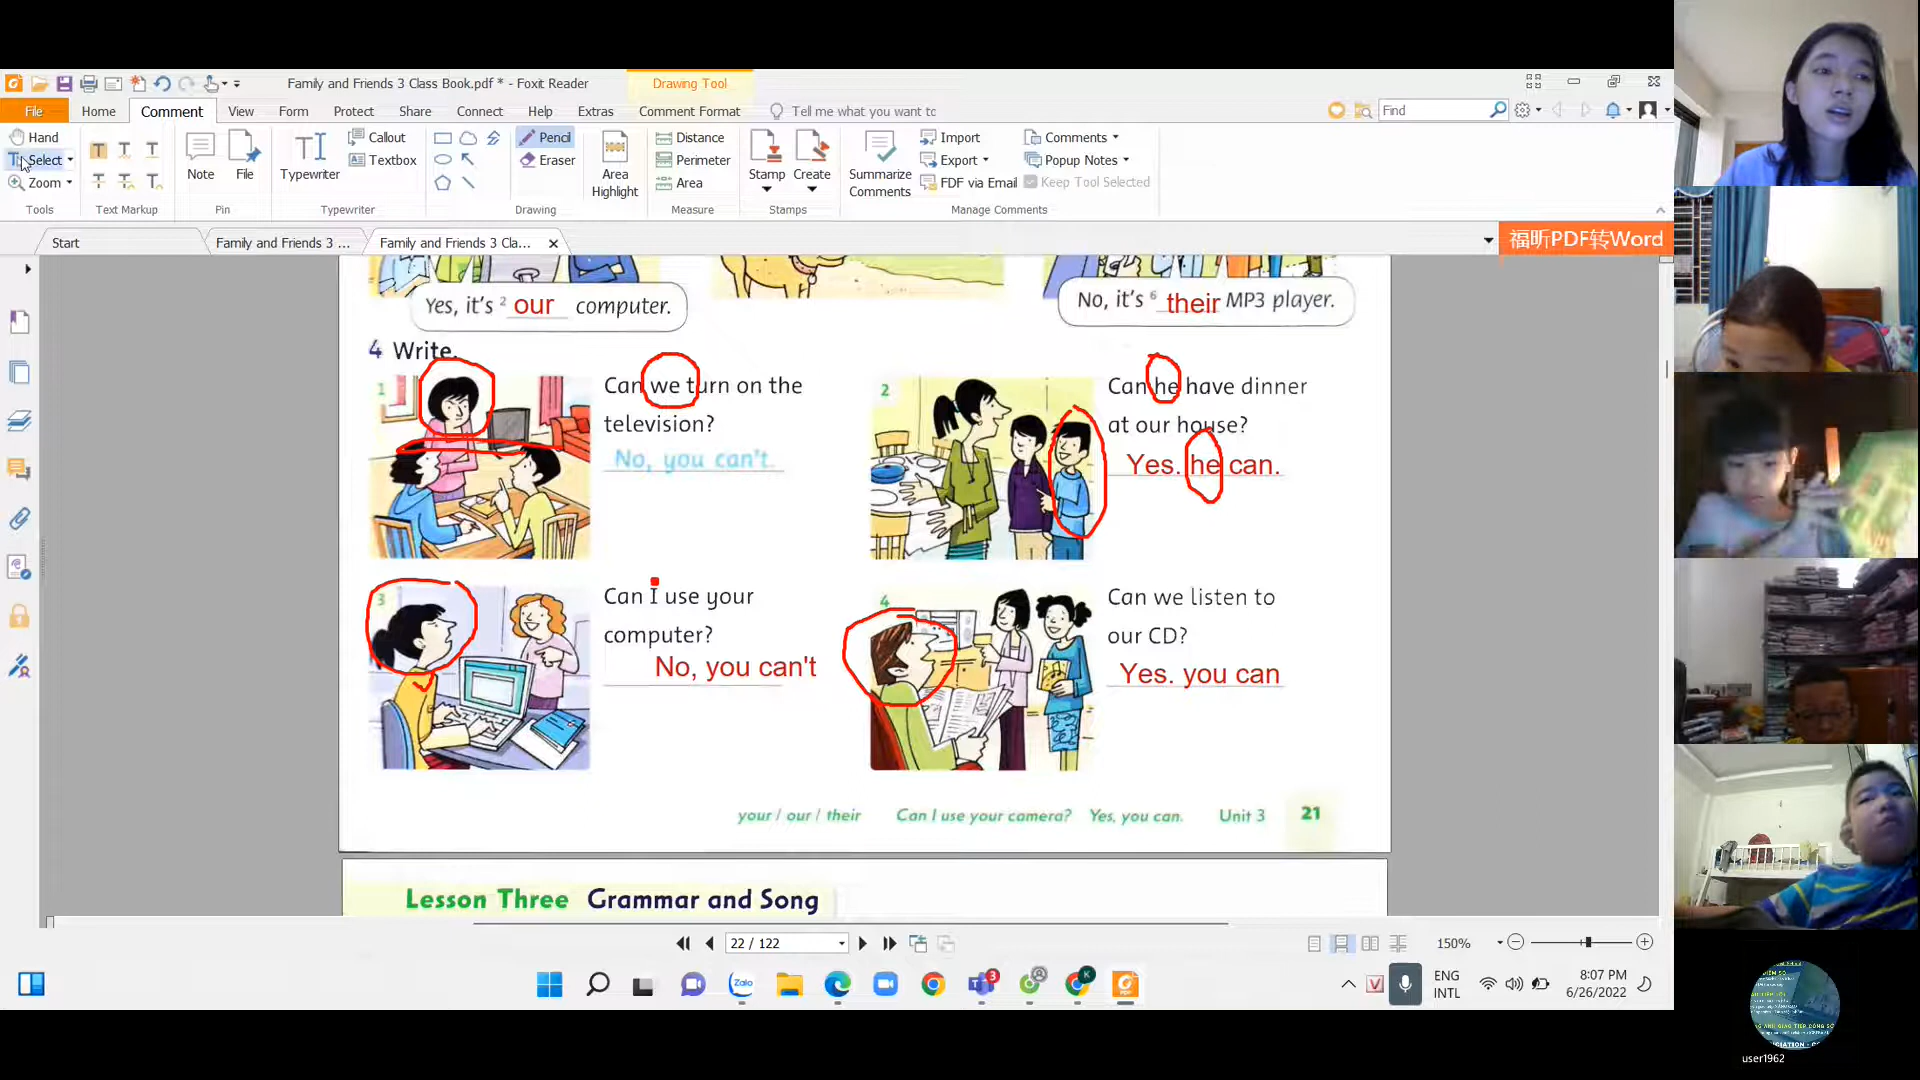 Family and Friends 3 Class Book.pdf * - Foxit Reader
Drawing Tool
File Home Comment View Form Protect Share Connect Help Extras Comment Format Tell me what you want to
Find
Hand
Select
Zoom
Tools
Text Markup
Note
File
Pin
Typewriter
Callout
Textbox
Typewriter
Pencil
Eraser
Drawing
Area
Highlight
Distance
Perimeter
Area
Measure
Stamp
Create
Stamps
Summarize
Comments
Import
Export
FDF via Email
Comments
Popup Notes
Keep Tool Selected
Manage Comments
Start
Family and Friends 3 ...
Family and Friends 3 Cla...
福昕PDF转Word
Yes, it's 2 our computer.
No, it's 6 their MP3 player.
4 Write.
1
Can we turn on the
television?
No, you can't.
2
Can he have dinner
at our house?
Yes. he can.
3
Can I use your
computer?
No, you can't
4
Can we listen to
our CD?
Yes. you can
your / our / their Can I use your camera? Yes, you can. Unit 3 21
Lesson Three Grammar and Song
22 / 122
150%
Zalo
3
K
ENG
INTL
8:07 PM
6/26/2022
user1962